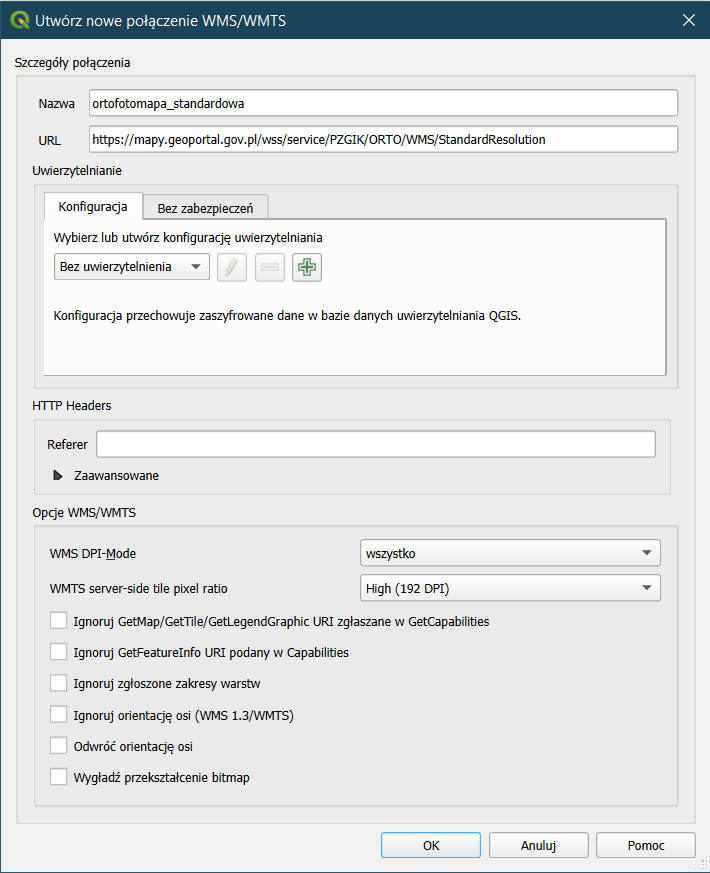 Utwórz nowe połączenie WMS/WMTS
Szczegóły połączenia
Nazwa ortofotomapa_standardowa
URL https://mapy.geoportal.gov.pl/wss/service/PZGIK/ORTO/WMS/StandardResolution
Uwierzytelnianie
Konfiguracja Bez zabezpieczeń
Wybierz lub utwórz konfigurację uwierzytelniania
Bez uwierzytelnienia
Konfiguracja przechowuje zaszyfrowane dane w bazie danych uwierzytelniania QGIS.
HTTP Headers
Referer
Zaawansowane
Opcje WMS/WMTS
WMS DPI-Mode wszystko
WMTS server-side tile pixel ratio High (192 DPI)
Ignoruj GetMap/GetTile/GetLegendGraphic URI zgłaszane w GetCapabilities
Ignoruj GetFeatureInfo URI podany w Capabilities
Ignoruj zgłoszone zakresy warstw
Ignoruj orientację osi (WMS 1.3/WMTS)
Odwróć orientację osi
Wygładź przekształcenie bitmap
OK Anuluj Pomoc